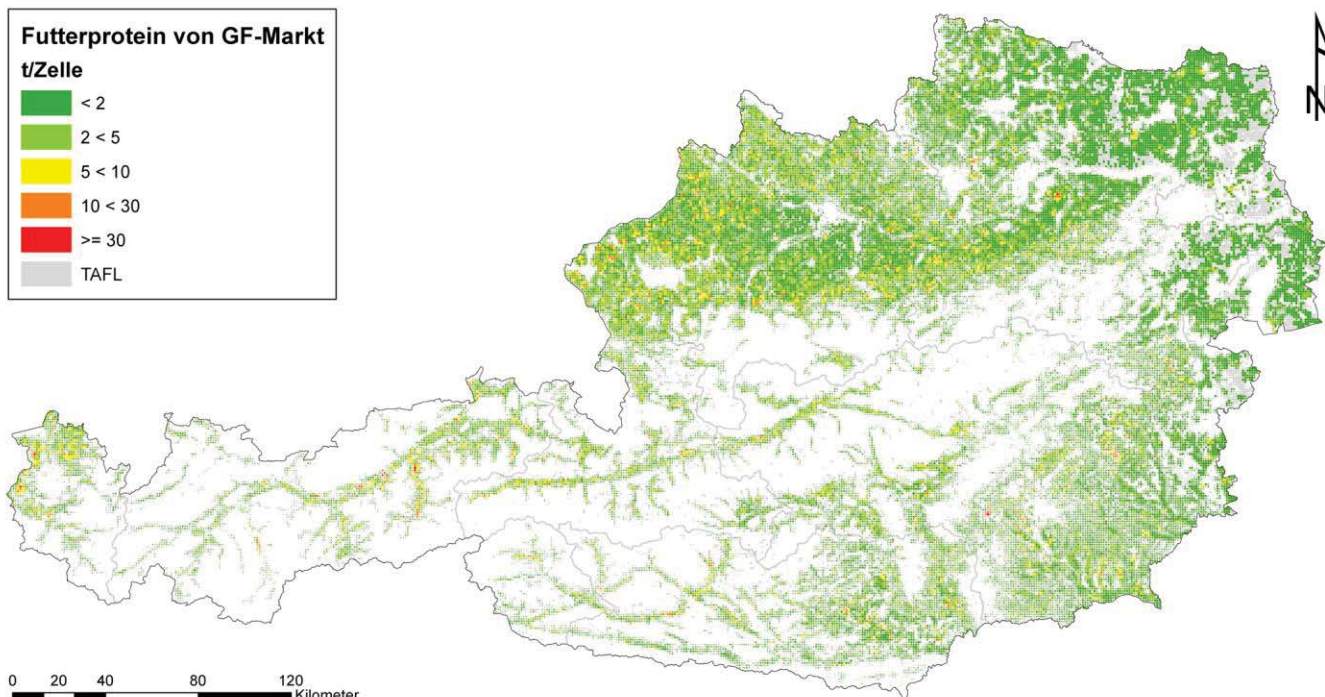 Futterprotein von GF-Markt
t/Zelle
< 2
2 < 5
5 < 10
10 < 30
>= 30
TAFL
N
0 20 40 80 120
Kilometer